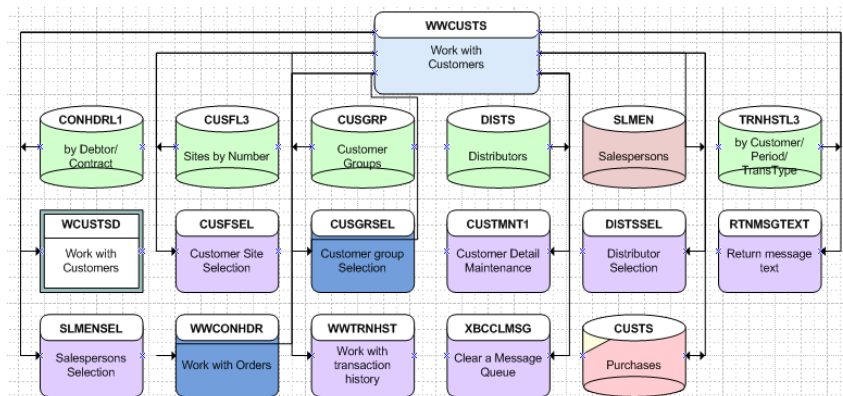 WWCUSTS
Work with
Customers
CONHDRL1
by Debtor/
Contract
CUSFL3
Sites by Number
CUSGRP
Customer
Groups
DISTS
Distributors
SLMEN
Salespersons
TRNHSTL3
by Customer/
Period/
TransType
WCUSTSD
Work with
Customers
CUSFSEL
Customer Site
Selection
CUSGRSEL
Customer group
Selection
CUSTMNT1
Customer Detail
Maintenance
DISTSSEL
Distributor
Selection
RTNMSGTEXT
Return message
text
SLMENSEL
Salespersons
Selection
WWCONHDR
Work with Orders
WWTRNHST
Work with
transaction
history
XBCCLMSG
Clear a Message
Queue
CUSTS
Purchases